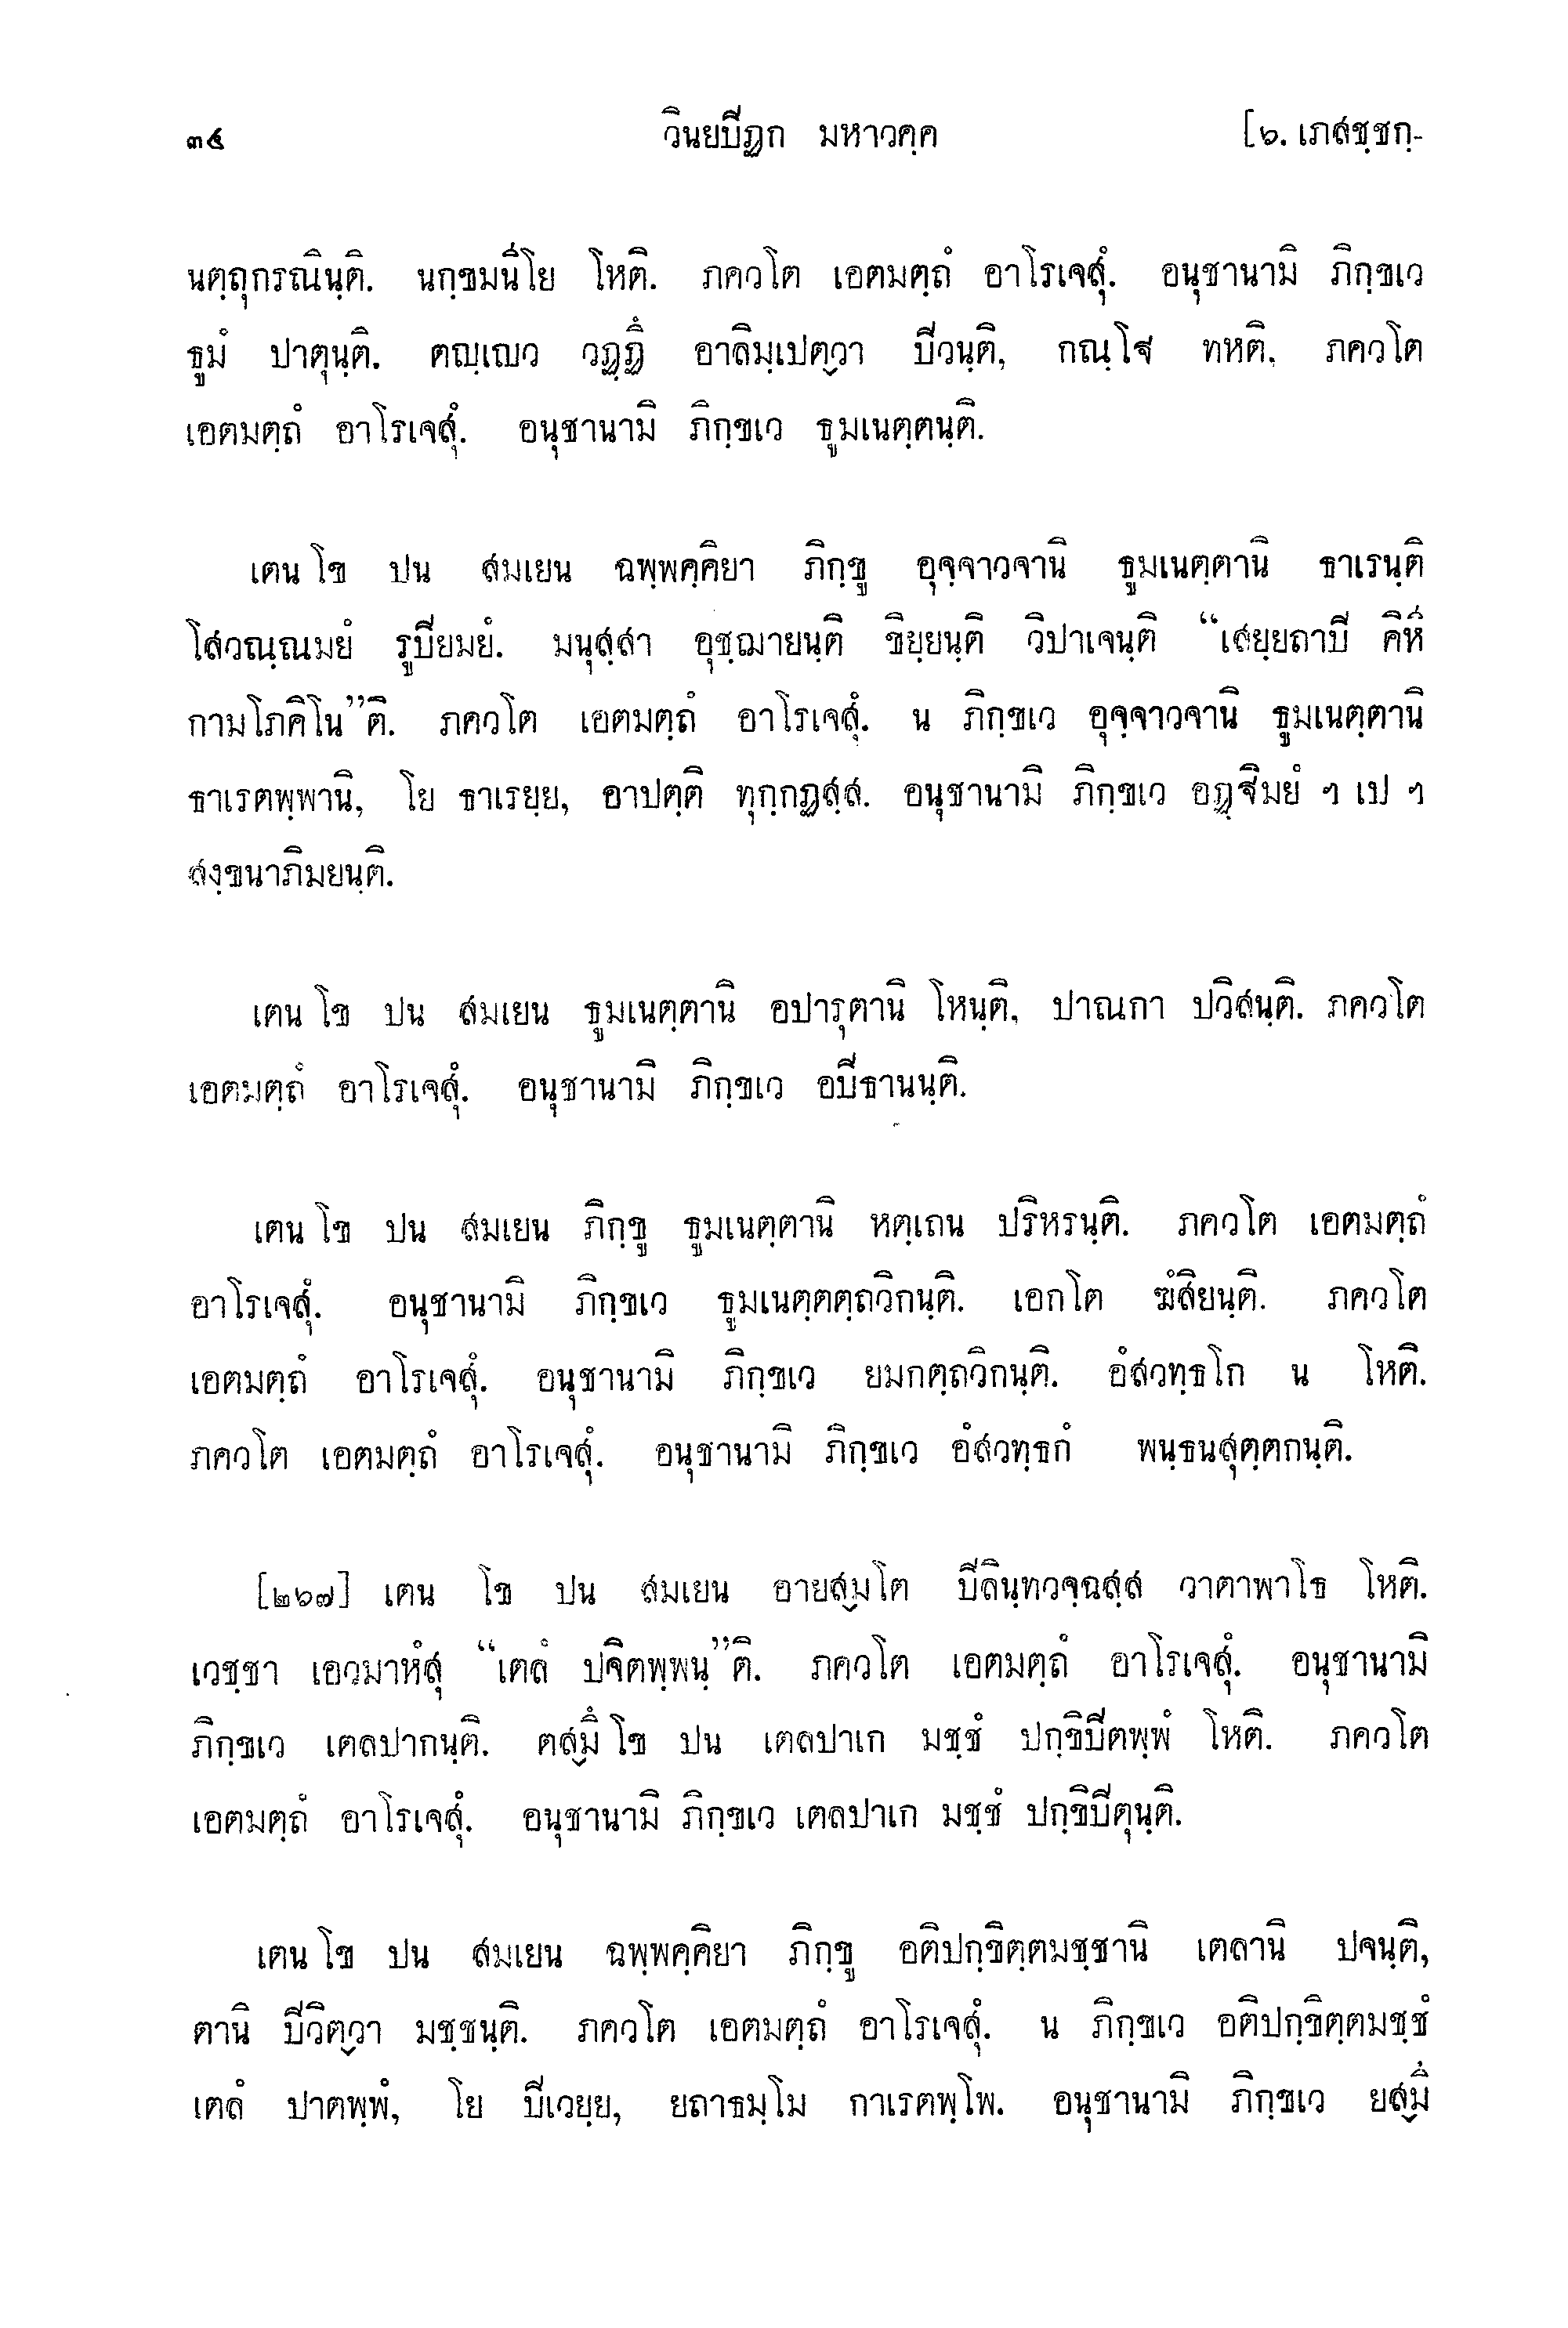 ๓๔ วินยปิฏก มหาวคฺค [๖. เภสชฺชกฺ-
นตฺถุกรณินฺติ. นกฺขมนิโย โหติ. ภควโต เอตมตฺถํ อาโรเจสุํ. อนุชานามิ ภิกฺขเว
ธูมํ ปาตุนฺติ. ตญฺเญว วฏฺฏึ อาลิมฺเปตฺวา ปิวนฺติ, กณฺโฐ ทหติ. ภควโต
เอตมตฺถํ อาโรเจสุํ. อนุชานามิ ภิกฺขเว ธูมเนตฺตนฺติ.
เตน โข ปน สมเยน ฉพฺพคฺคิยา ภิกฺขู อุจฺจาวจานิ ธูมเนตฺตานิ ธาเรนฺติ
โสวณฺณมยํ รูปิยมยํ. มนุสฺสา อุชฺฌายนฺติ ขิยฺยนฺติ วิปาเจนฺติ “เสยฺยถาปิ คิหี
กามโภคิโน”ติ. ภควโต เอตมตฺถํ อาโรเจสุํ. น ภิกฺขเว อุจฺจาวจานิ ธูมเนตฺตานิ
ธาเรตพฺพานิ, โย ธาเรยฺย, อาปตฺติ ทุกฺกฏสฺส. อนุชานามิ ภิกฺขเว อฏฺฐิมยํ ฯ เป ฯ
สงฺขนาภิมยนฺติ.
เตน โข ปน สมเยน ธูมเนตฺตานิ อปารุตานิ โหนฺติ, ปาณกา ปวิสนฺติ. ภควโต
เอตมตฺถํ อาโรเจสุํ. อนุชานามิ ภิกฺขเว อปิธานนฺติ.
เตน โข ปน สมเยน ภิกฺขู ธูมเนตฺตานิ หตฺเถน ปริหรนฺติ. ภควโต เอตมตฺถํ
อาโรเจสุํ. อนุชานามิ ภิกฺขเว ธูมเนตฺตตฺถวิกนฺติ. เอกโต ฆํสิยนฺติ. ภควโต
เอตมตฺถํ อาโรเจสุํ. อนุชานามิ ภิกฺขเว ยมกตฺถวิกนฺติ. อํสวทฺธโก น โหติ.
ภควโต เอตมตฺถํ อาโรเจสุํ. อนุชานามิ ภิกฺขเว อํสวทฺธกํ พนฺธนสุตฺตกนฺติ.
[๒๖๗] เตน โข ปน สมเยน อายสฺมโต ปิลินฺทวจฺฉสฺส วาตาพาโธ โหติ.
เวชฺชา เอวมาหํสุ “เตลํ ปจิตพฺพนฺ”ติ. ภควโต เอตมตฺถํ อาโรเจสุํ. อนุชานามิ
ภิกฺขเว เตลปากนฺติ. ตสฺมึ โข ปน เตลปาเก มชฺชํ ปกฺขิปิตพฺพํ โหติ. ภควโต
เอตมตฺถํ อาโรเจสุํ. อนุชานามิ ภิกฺขเว เตลปาเก มชฺชํ ปกฺขิปิตุนฺติ.
เตน โข ปน สมเยน ฉพฺพคฺคิยา ภิกฺขู อติปกฺขิตฺตมชฺชานิ เตลานิ ปจนฺติ,
ตานิ ปิวิตฺวา มชฺชนฺติ. ภควโต เอตมตฺถํ อาโรเจสุํ. น ภิกฺขเว อติปกฺขิตฺตมชฺชํ
เตลํ ปาตพฺพํ, โย ปิเวยฺย, ยถาธมฺโม กาเรตพฺโพ. อนุชานามิ ภิกฺขเว ยสฺมึ